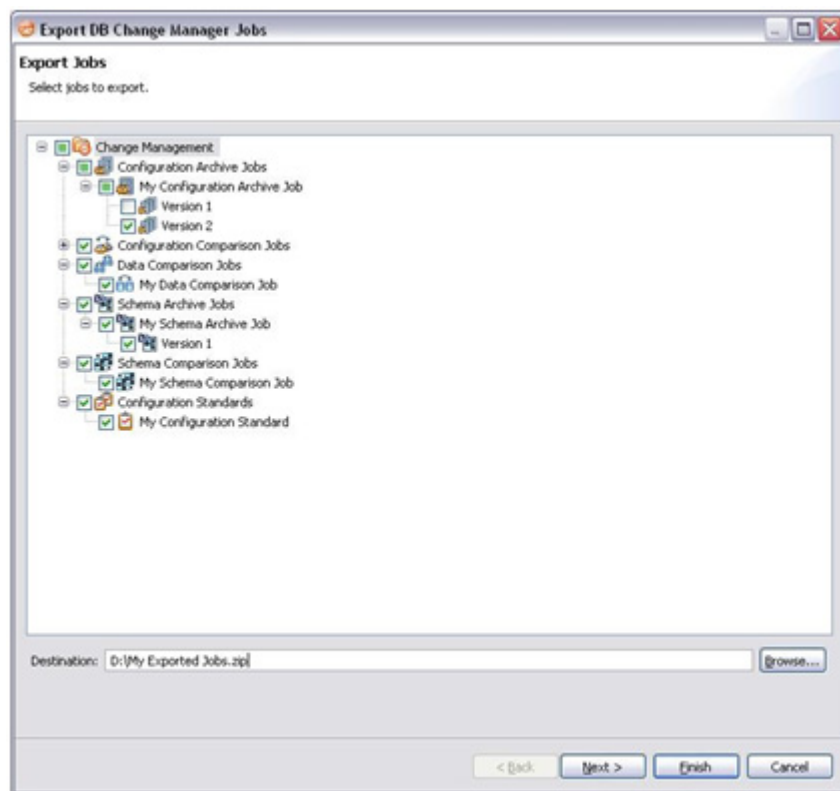 Export DB Change Manager Jobs
Export Jobs
Select jobs to export.
Change Management
Configuration Archive Jobs
My Configuration Archive Job
Version 1
Version 2
Configuration Comparison Jobs
Data Comparison Jobs
My Data Comparison Job
Schema Archive Jobs
My Schema Archive Job
Version 1
Schema Comparison Jobs
My Schema Comparison Job
Configuration Standards
My Configuration Standard
Destination: D:\My Exported Jobs.zip Browse...
< Back Next > Finish Cancel